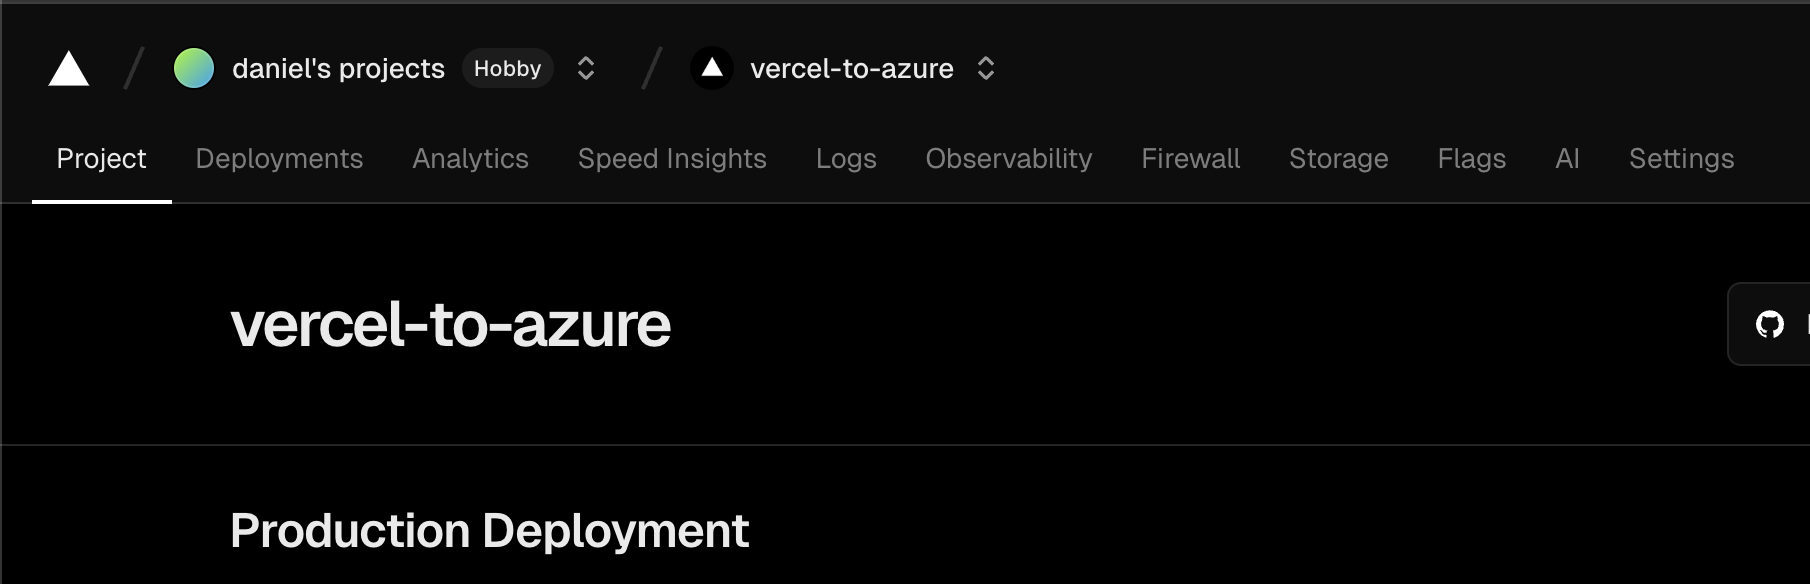 daniel's projects Hobby vercel-to-azure
Project Deployments Analytics Speed Insights Logs Observability Firewall Storage Flags AI Settings
vercel-to-azure
Production Deployment